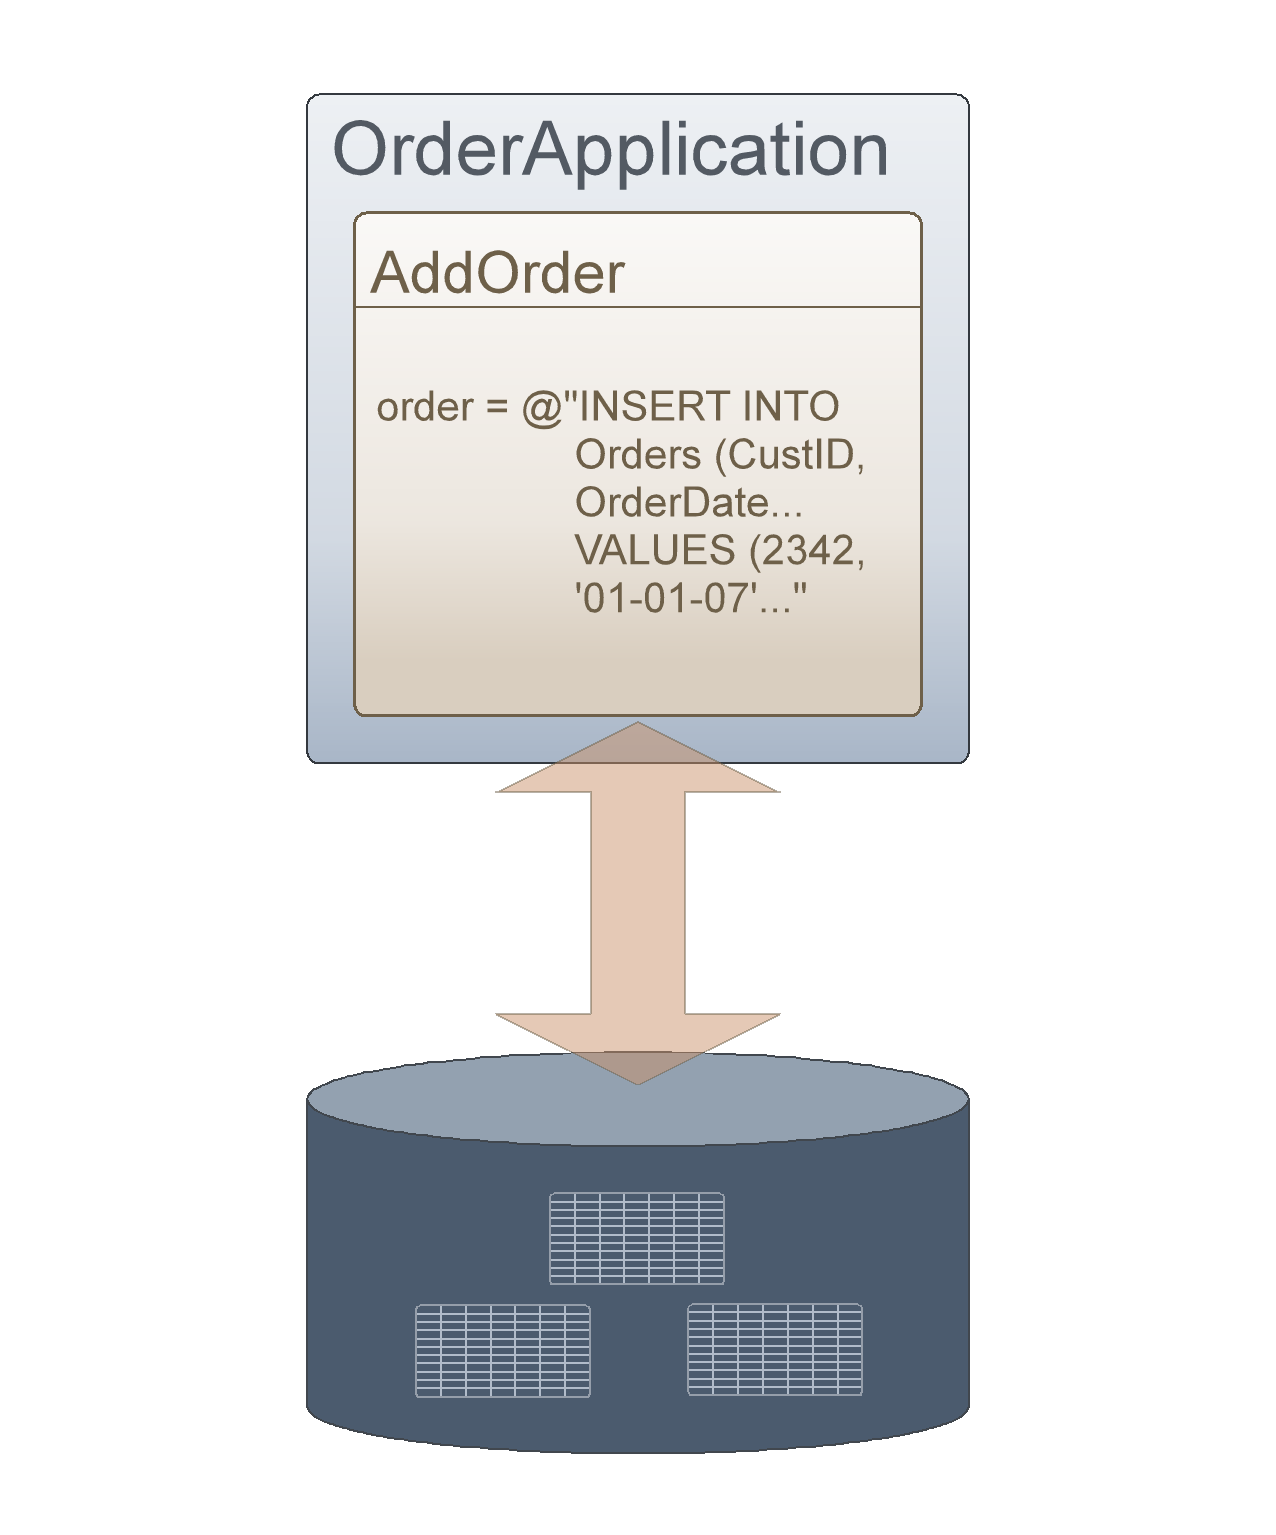 OrderApplication
AddOrder
order = @"INSERT INTO
Orders (CustID,
OrderDate...
VALUES (2342,
'01-01-07'..."